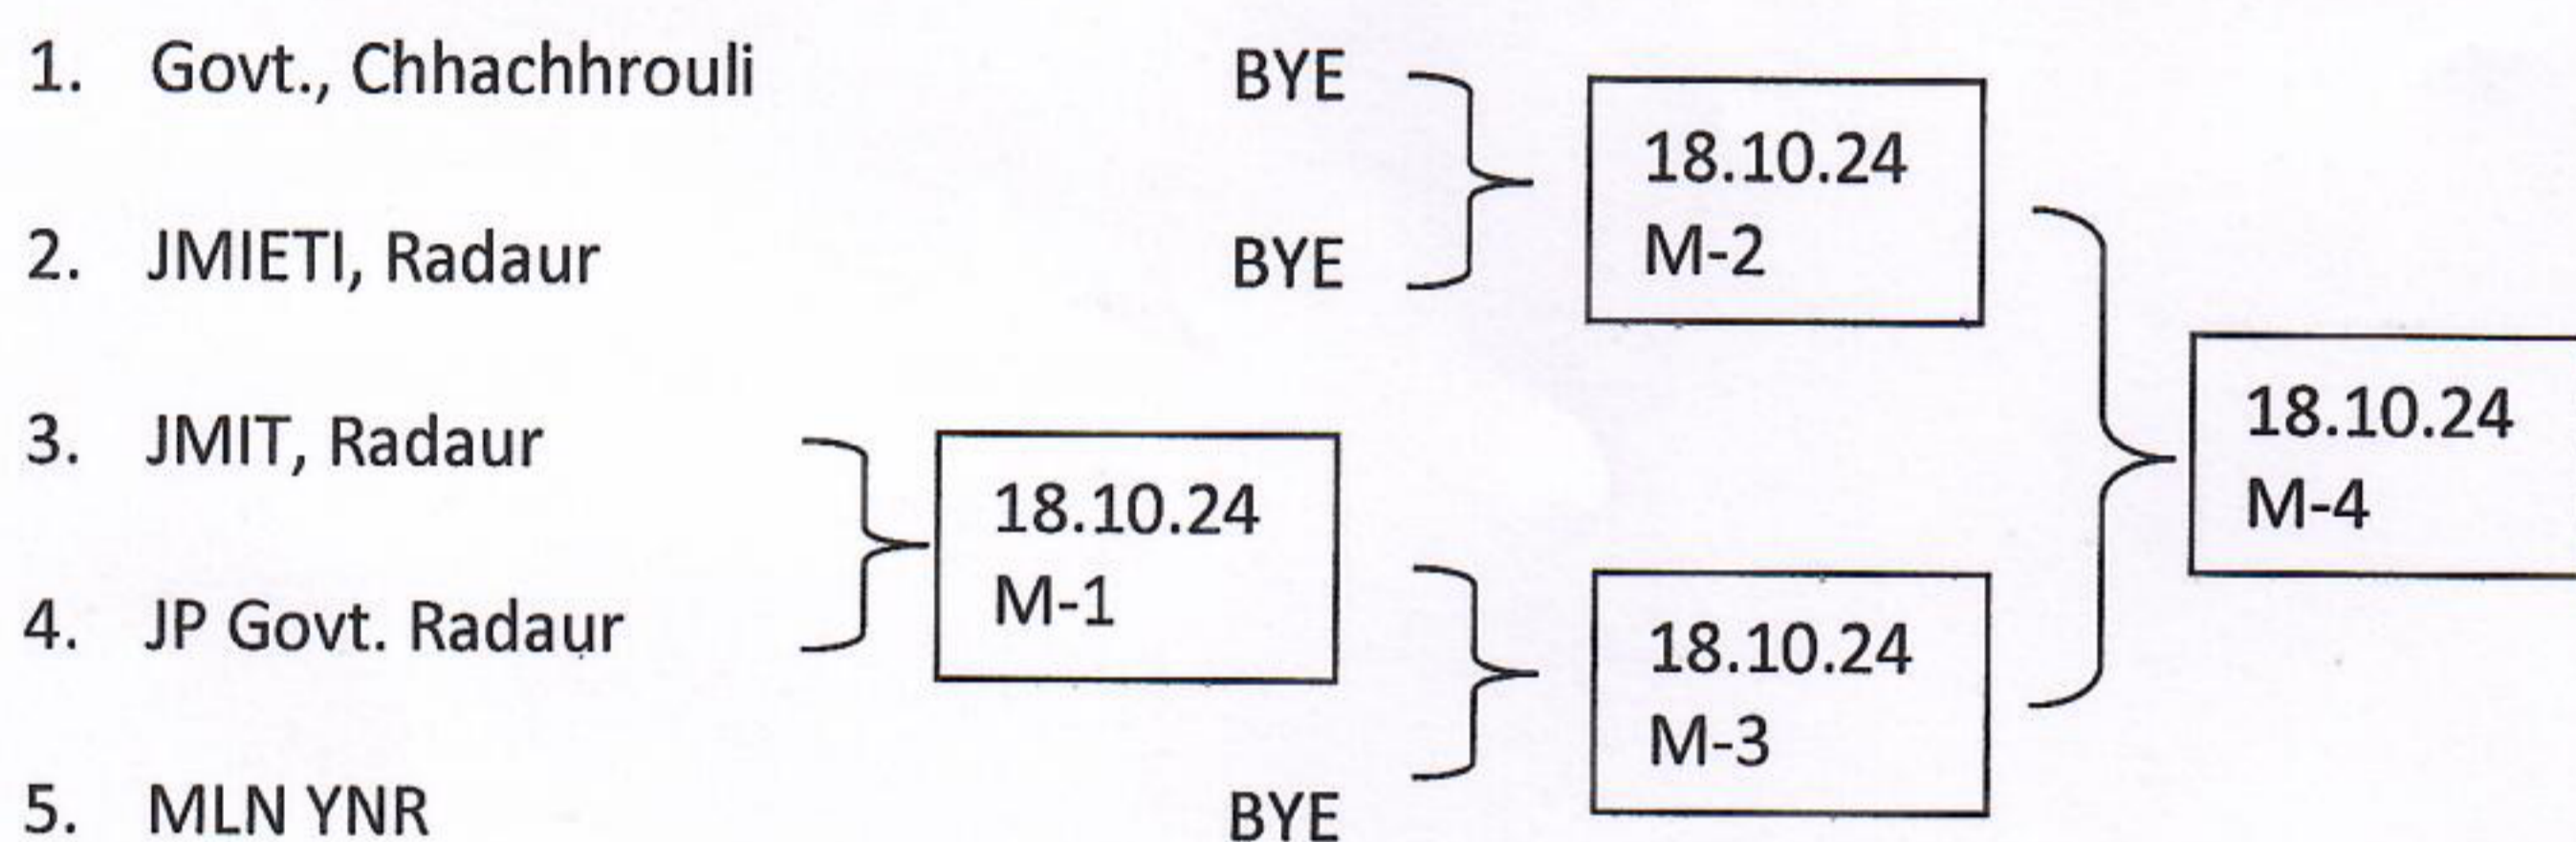 1. Govt., Chhachhrouli BYE
18.10.24
M-2
2. JMIETI, Radaur BYE
18.10.24
M-4
3. JMIT, Radaur
18.10.24
M-1
4. JP Govt. Radaur
18.10.24
M-3
5. MLN YNR BYE